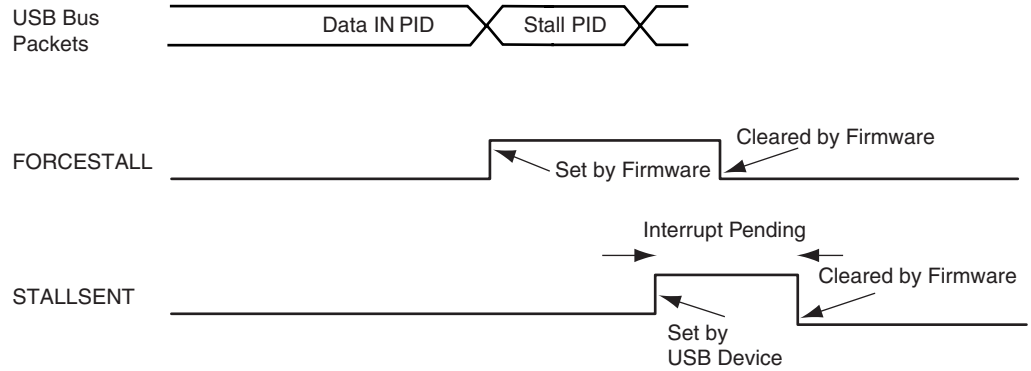 USB Bus
Packets
Data IN PID
Stall PID
FORCESTALL
Set by Firmware
Cleared by Firmware
Interrupt Pending
STALLSENT
Cleared by Firmware
Set by
USB Device